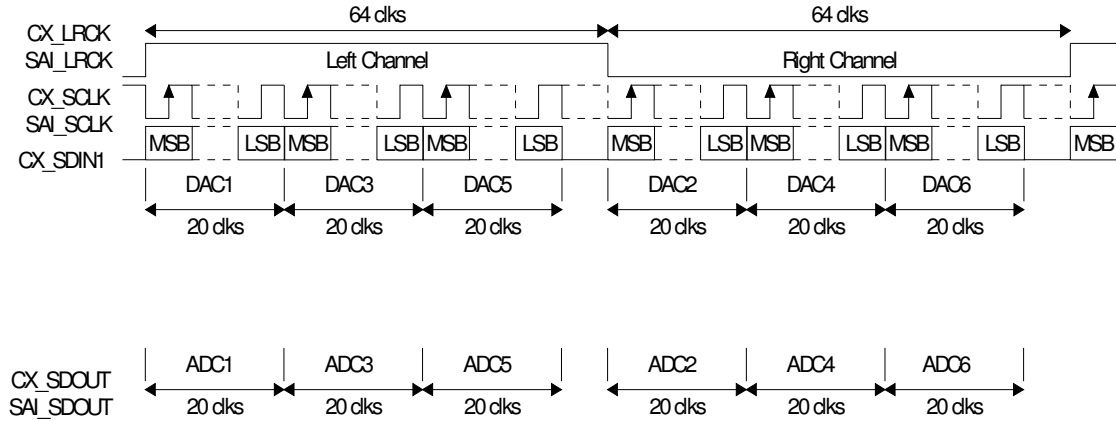 64 clks 64 clks
CX_LRCK
SAI_LRCK Left Channel Right Channel
CX_SCLK
SAI_SCLK
MSB LSB MSB LSB MSB LSB MSB LSB MSB LSB MSB LSB MSB
CX_SDIN1
DAC1 DAC3 DAC5 DAC2 DAC4 DAC6
20 clks 20 clks 20 clks 20 clks 20 clks 20 clks
ADC1 ADC3 ADC5 ADC2 ADC4 ADC6
CX_SDOUT
SAI_SDOUT 20 clks 20 clks 20 clks 20 clks 20 clks 20 clks